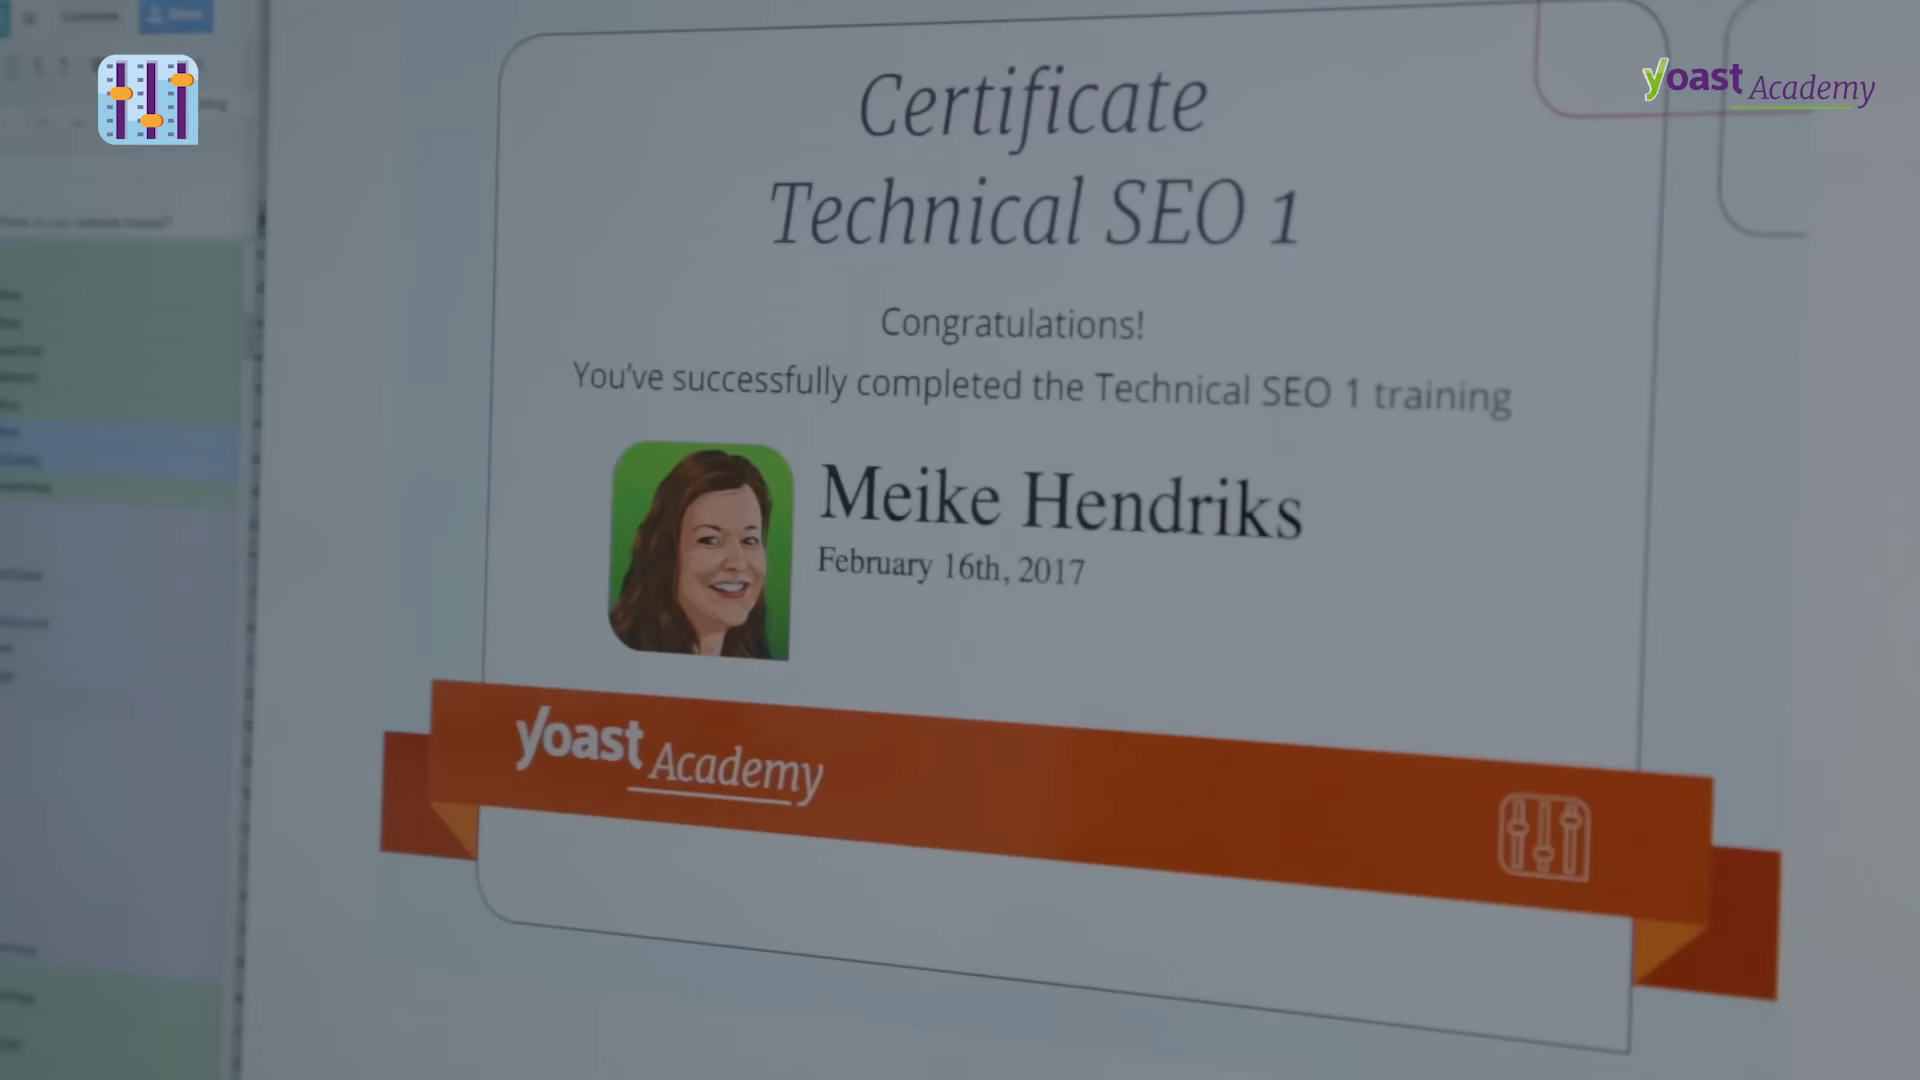 yoast Academy
Certificate
Technical SEO 1
Congratulations!
You've successfully completed the Technical SEO 1 training
Meike Hendriks
February 16th, 2017
yoast Academy